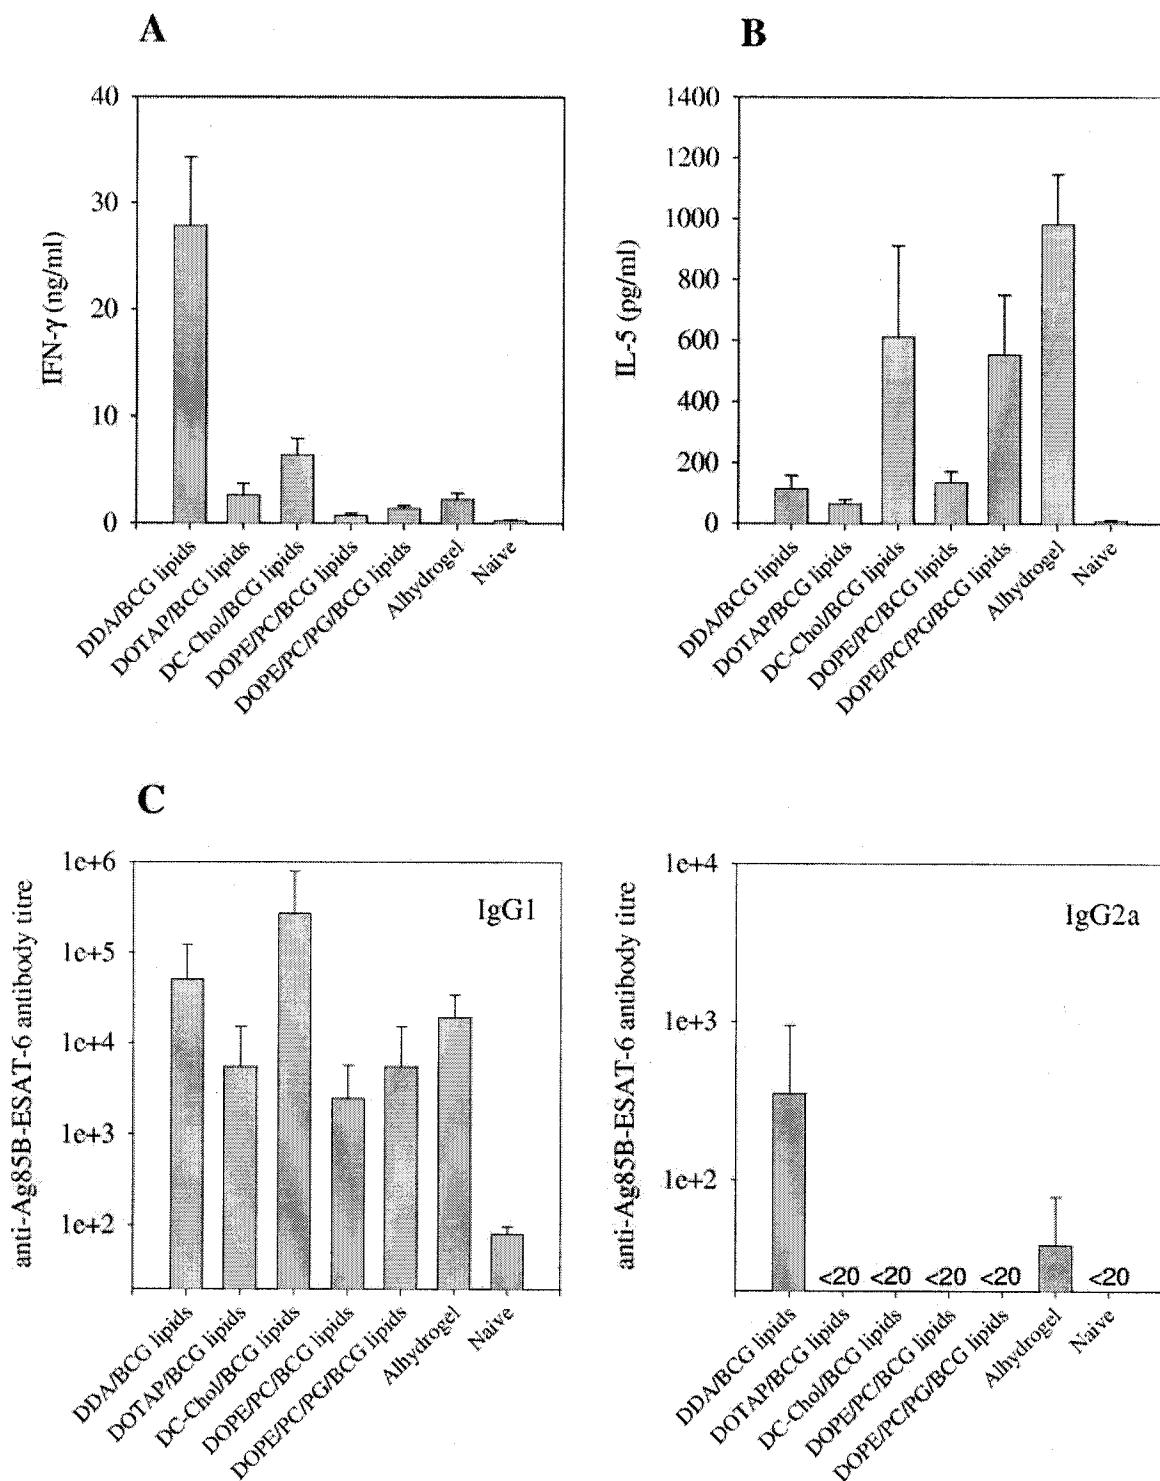 A
40
30
20
10
0
IFN-γ (ng/ml)
DDA/BCG lipids
DOTAP/BCG lipids
DC-Chol/BCG lipids
DOPE/PC/BCG lipids
DOPE/PC/PG/BCG lipids
Alhydrogel
Naive
B
1400
1200
1000
800
600
400
200
0
IL-5 (pg/ml)
DDA/BCG lipids
DOTAP/BCG lipids
DC-Chol/BCG lipids
DOPE/PC/BCG lipids
DOPE/PC/PG/BCG lipids
Alhydrogel
Naive
C
1e+6
1e+5
1e+4
1e+3
1e+2
anti-Ag85B-ESAT-6 antibody titre
IgG1
DDA/BCG lipids
DOTAP/BCG lipids
DC-Chol/BCG lipids
DOPE/PC/BCG lipids
DOPE/PC/PG/BCG lipids
Alhydrogel
Naive
1e+4
1e+3
1e+2
anti-Ag85B-ESAT-6 antibody titre
IgG2a
<20 <20 <20 <20 <20
DDA/BCG lipids
DOTAP/BCG lipids
DC-Chol/BCG lipids
DOPE/PC/BCG lipids
DOPE/PC/PG/BCG lipids
Alhydrogel
Naive